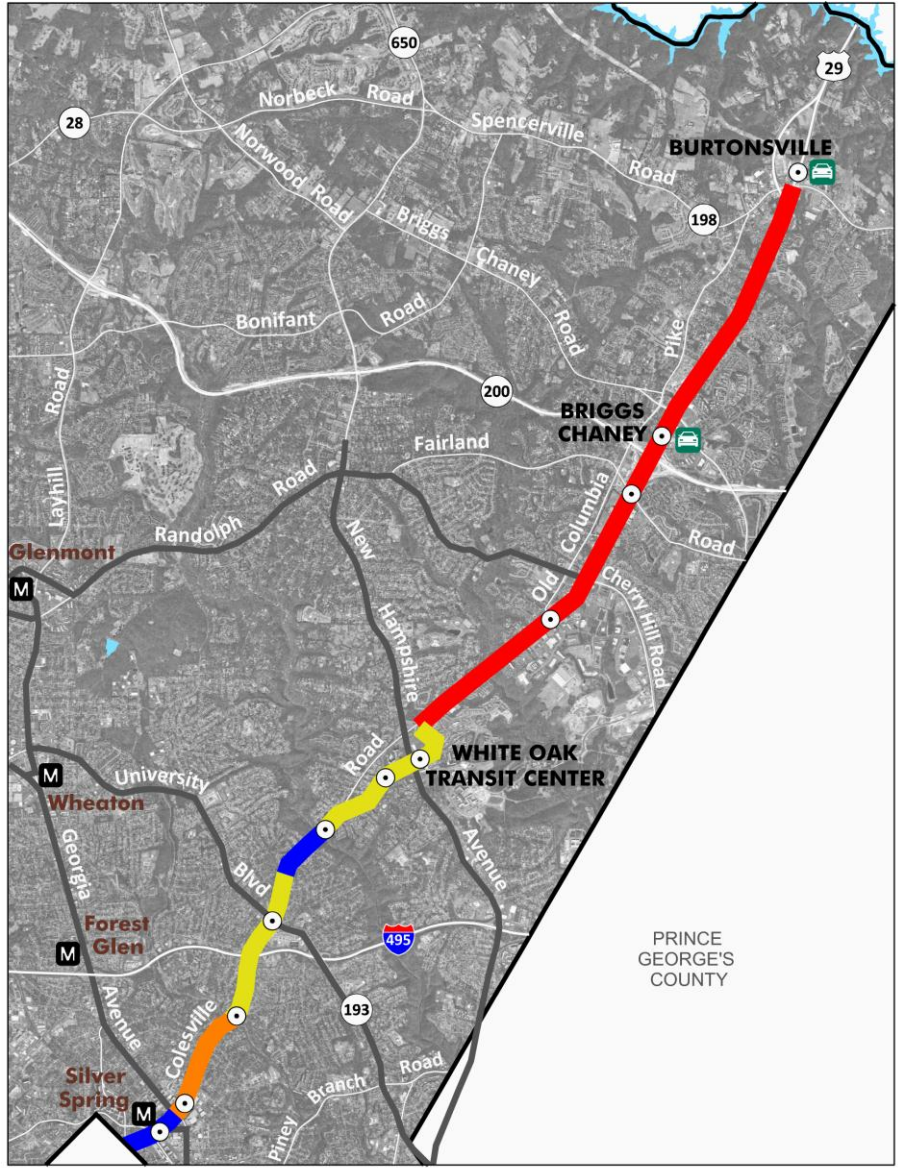 650
29
28
Norbeck Road
Spencerville
Road
BURTONSVILLE
Norwood Road
198
Briggs
Chaney
Road
Bonifant
Road
Pike
200
Layhill
Road
BRIGGS
CHANEY
Fairland
Road
Randolph
Road
Glenmont
M
New
Hampshire
Avenue
Old
Columbia
Cherry Hill Road
Road
WHITE OAK
TRANSIT CENTER
University
Blvd
M
Wheaton
Georgia
Avenue
Forest
Glen
M
495
PRINCE
GEORGE'S
COUNTY
Colesville
193
Silver
Spring
M
Piney
Branch
Road